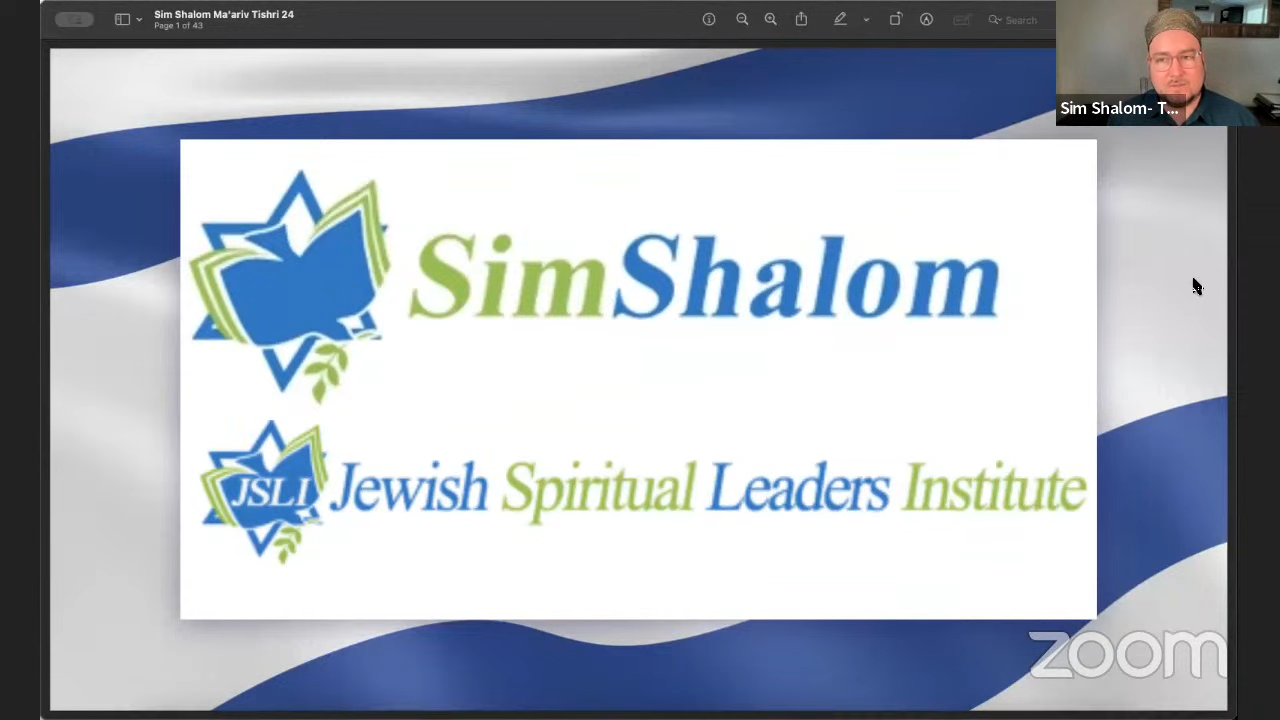 Sim Shalom Ma'ariv Tishri 24
Page 1 of 43
Search
Sim Shalom- T...
SimShalom
JSLI Jewish Spiritual Leaders Institute
zoom